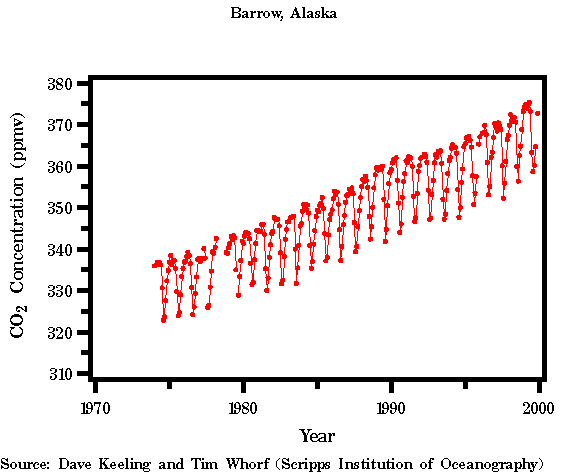 Barrow, Alaska
380
370
360
350
340
330
320
310
CO2 Concentration (ppmv)
1970 1980 1990 2000
Year
Source: Dave Keeling and Tim Whorf (Scripps Institution of Oceanography)